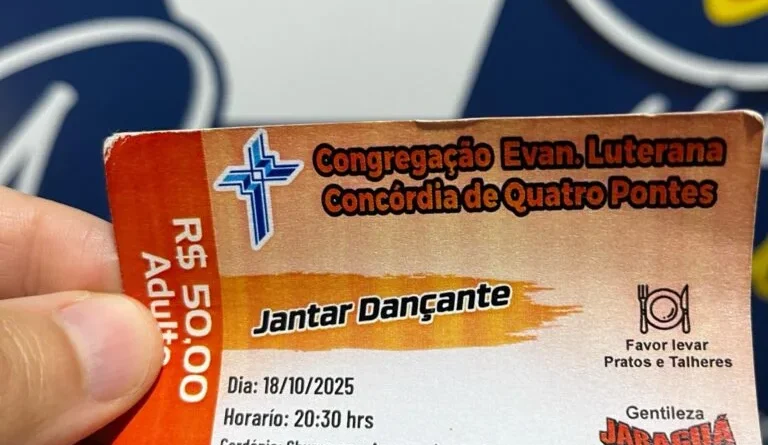 Congregação Evan. Luterana
Concórdia de Quatro Pontes
R$ 50,00
Adulto
Jantar Dançante
Favor levar
Pratos e Talheres
Dia: 18/10/2025
Horario: 20:30 hrs
Gentileza